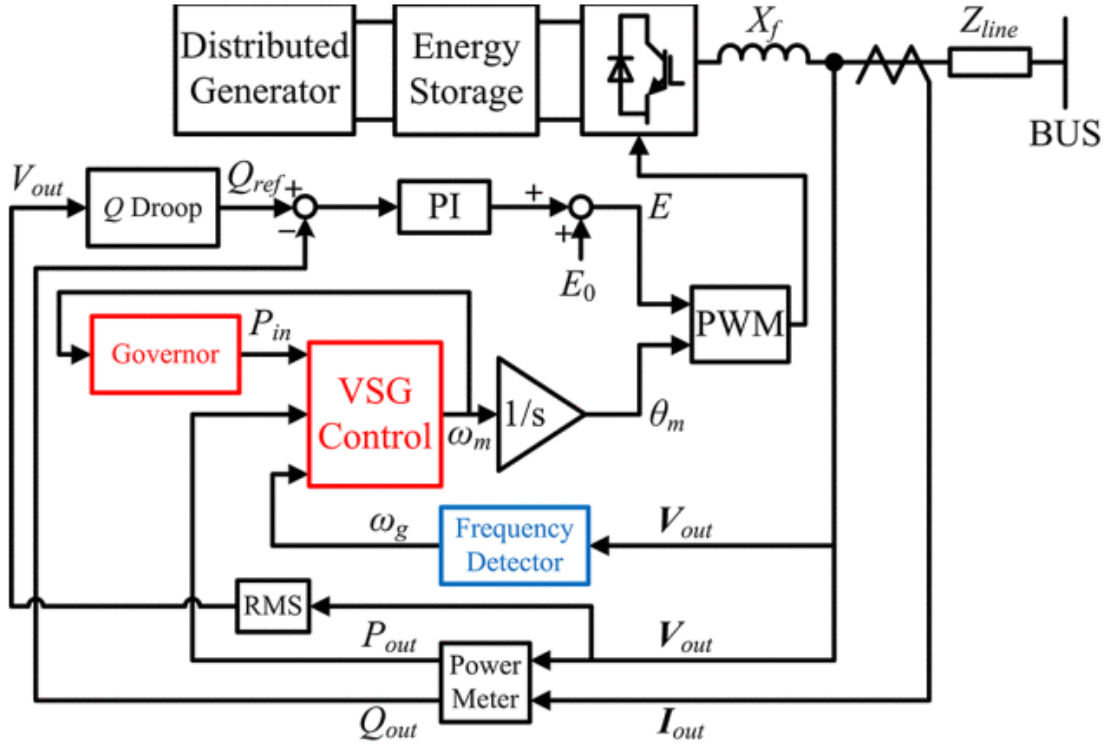 Distributed
Generator
Energy
Storage
X_f
Z_line
BUS
V_out
Q Droop
Q_ref
+
−
PI
+
+
E_0
E
PWM
Governor
P_in
VSG
Control
ω_m
1/s
θ_m
ω_g
Frequency
Detector
V_out
RMS
P_out
Power
Meter
V_out
Q_out
I_out